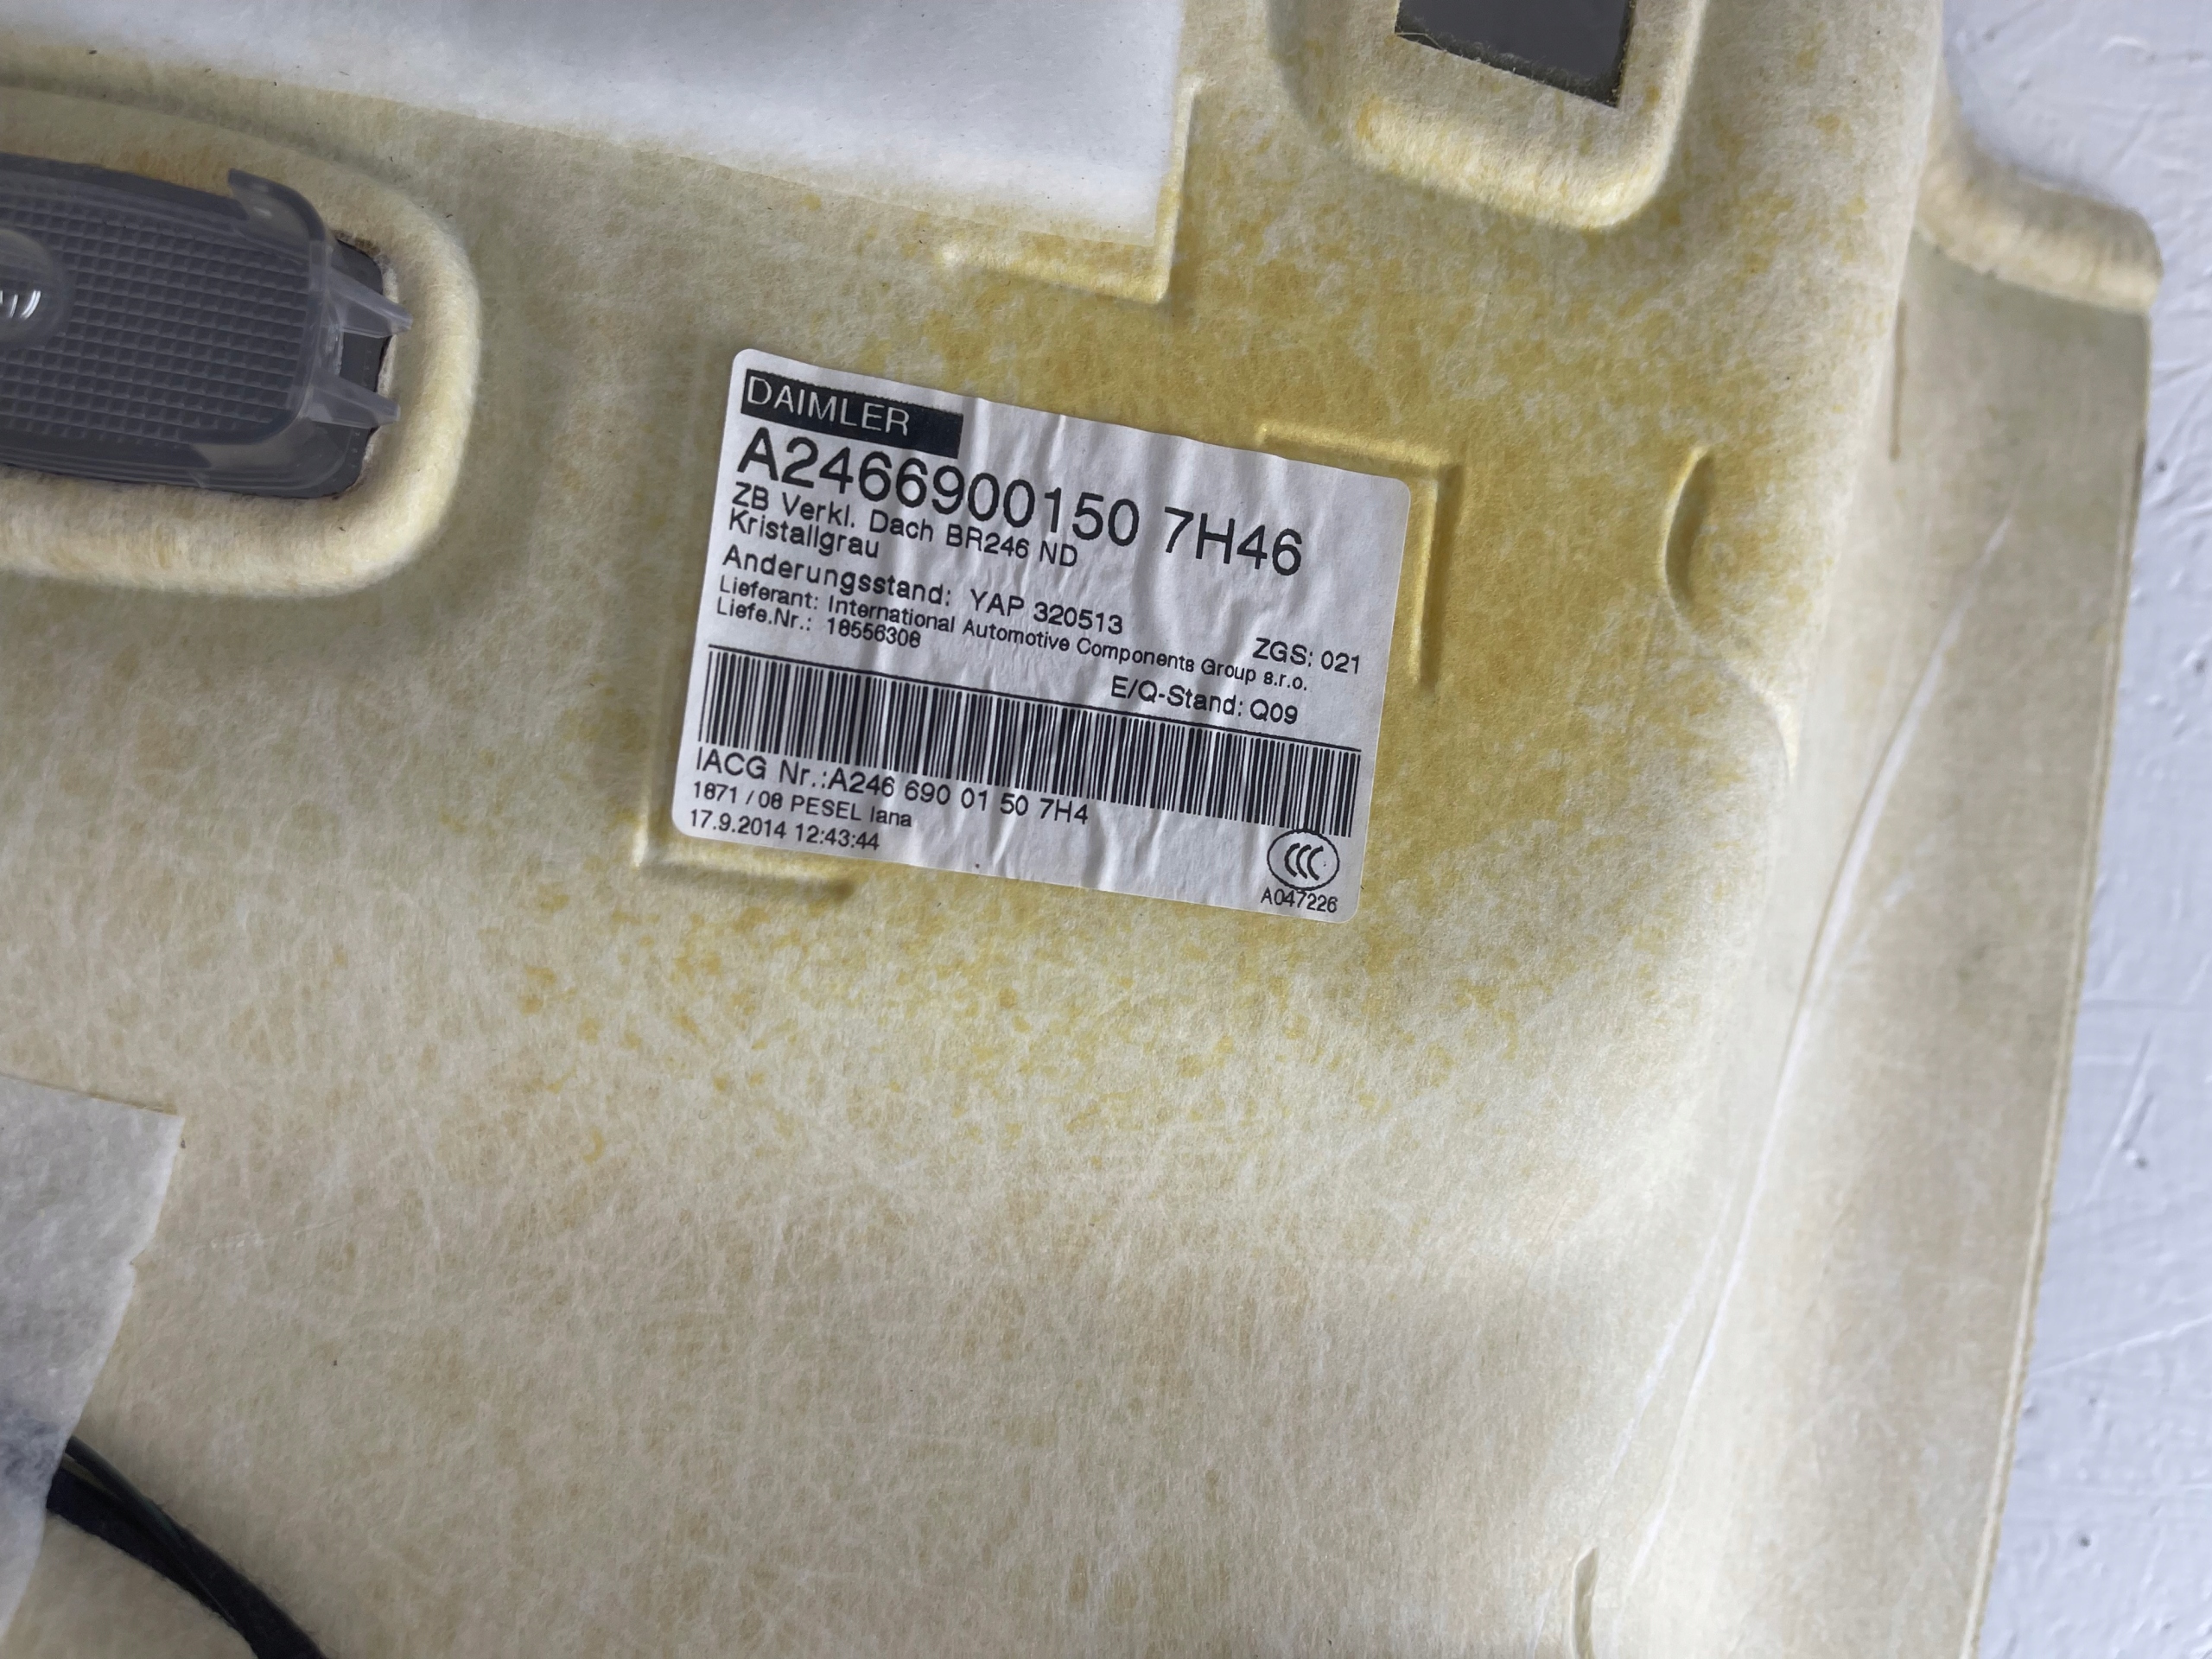 DAIMLER
A2466900150 7H46
ZB Verkl. Dach BR246 ND
Kristallgrau
Anderungsstand: YAP 320513
ZGS: 021
Lieferant: International Automotive Components Group s.r.o.
Liefe.Nr.: 18556308
E/Q-Stand: Q09
IACG Nr.:A246 690 01 50 7H4
1871 / 08 PESEL Iana
17.9.2014 12:43:44
CCC
A047226